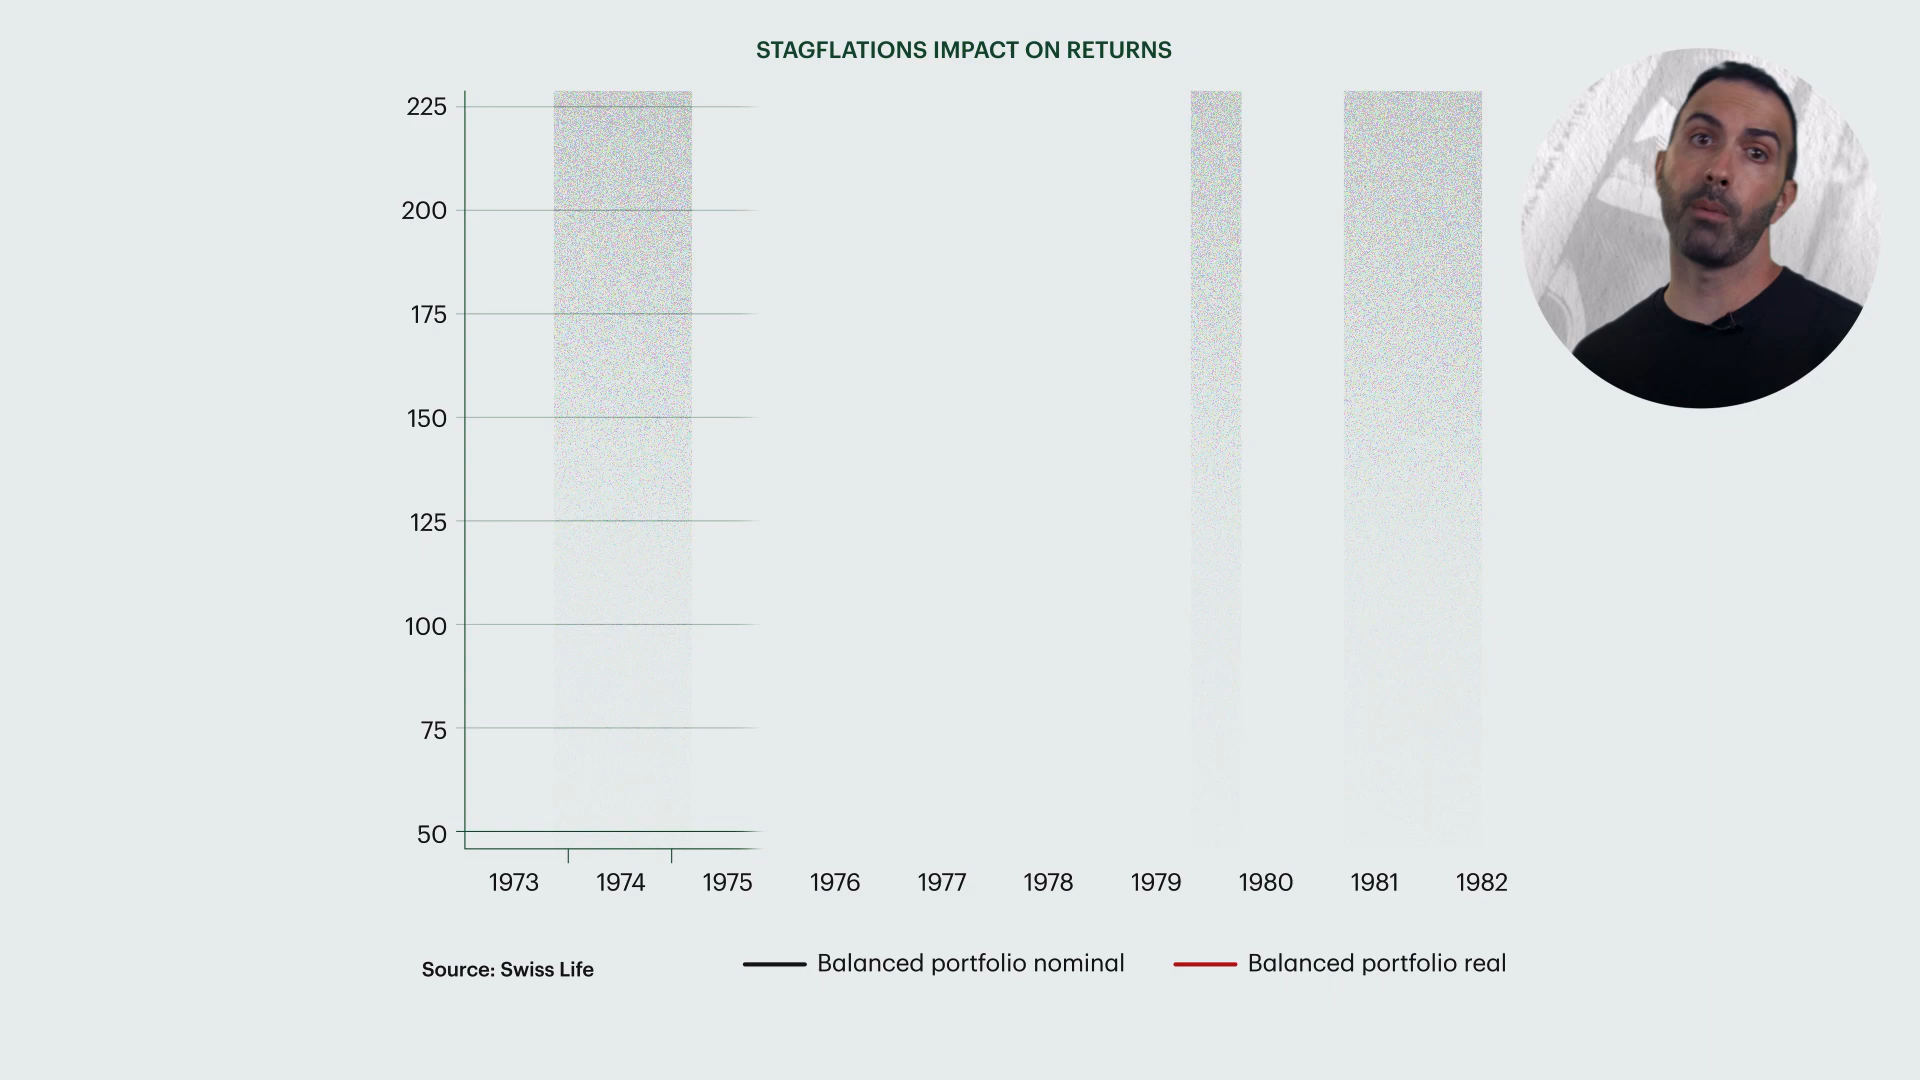 STAGFLATIONS IMPACT ON RETURNS
225
200
175
150
125
100
75
50
1973 1974 1975 1976 1977 1978 1979 1980 1981 1982
Source: Swiss Life
Balanced portfolio nominal
Balanced portfolio real